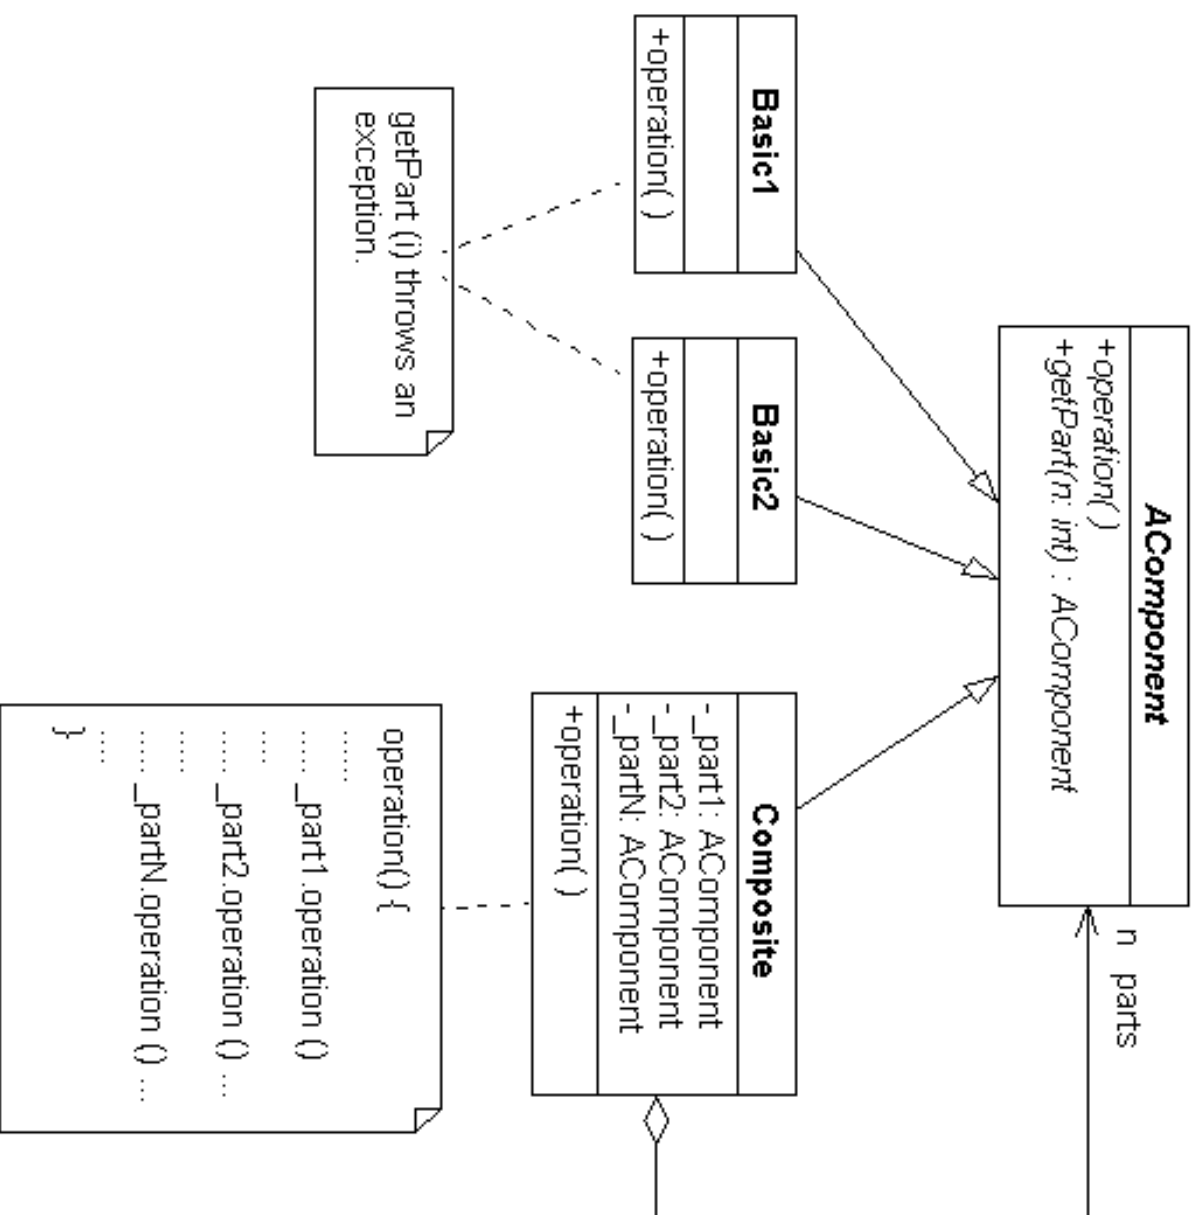 AComponent
+operation( )
+getPart(n: int) : AComponent
n parts
Basic1
+operation( )
Basic2
+operation( )
Composite
-_part1: AComponent
-_part2: AComponent
-_partN: AComponent
+operation( )
getPart (i) throws an
exception.
operation() {
.....
..... _part1.operation ()
....
..... _part2.operation () ...
.....
..... _partN.operation () ...
....
}